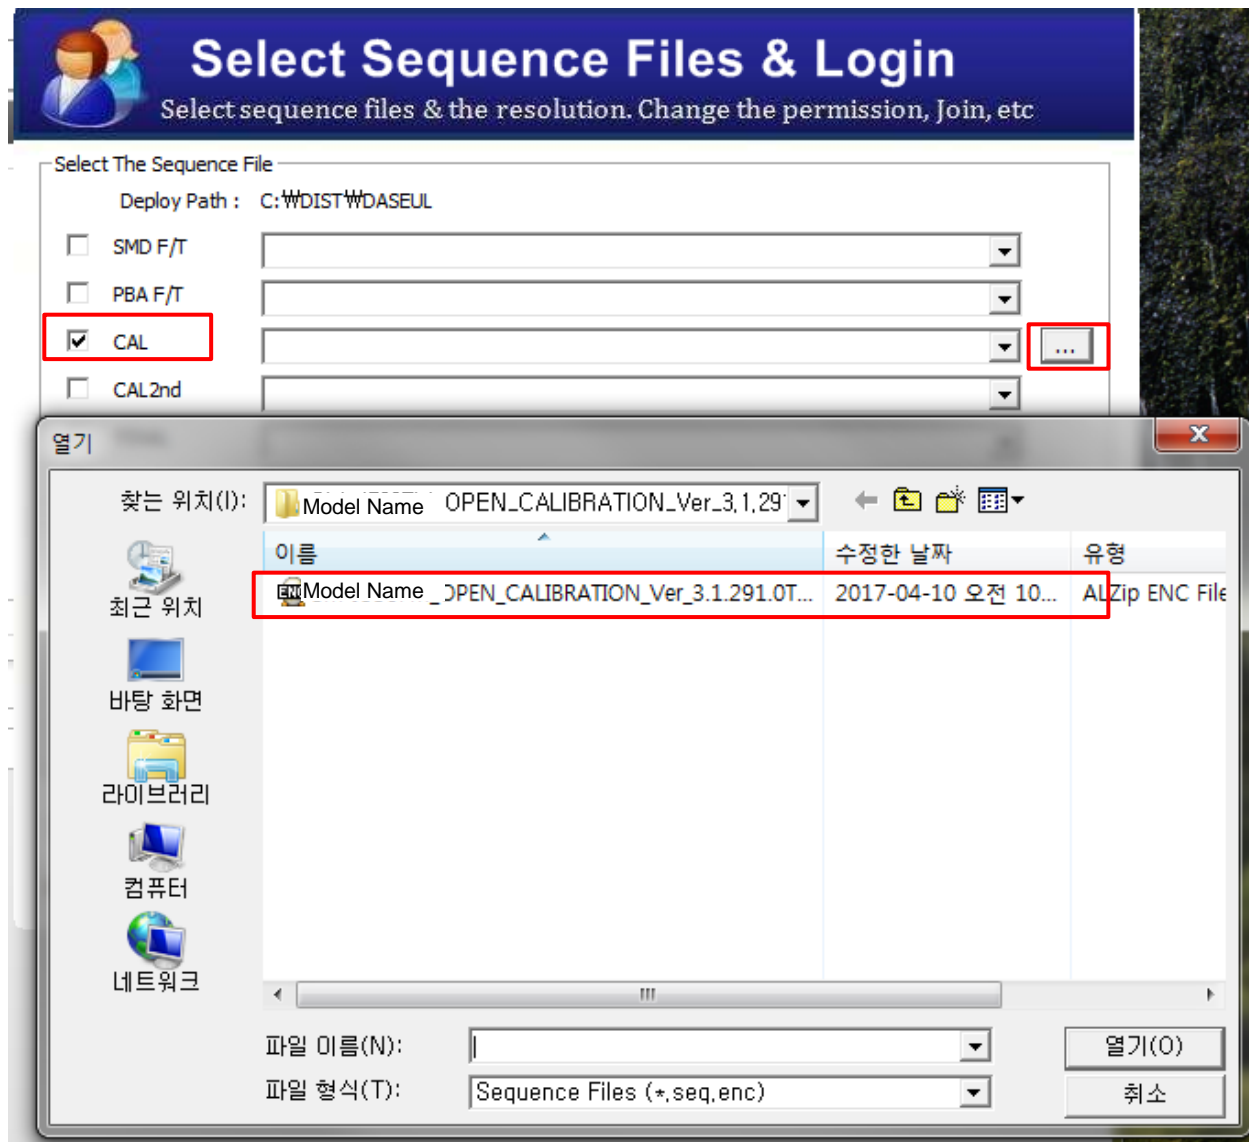 Select Sequence Files & Login
Select sequence files & the resolution. Change the permission, Join, etc
Select The Sequence File
Deploy Path : C:₩DIST₩DASEUL
SMD F/T
PBA F/T
CAL ...
CAL2nd
열기
찾는 위치(I): Model Name OPEN_CALIBRATION_Ver_3,1,291
이름 수정한 날짜 유형
Model Name _OPEN_CALIBRATION_Ver_3.1.291.0T... 2017-04-10 오전 10... ALZip ENC File
최근 위치
바탕 화면
라이브러리
컴퓨터
네트워크
파일 이름(N): 열기(O)
파일 형식(T): Sequence Files (*,seq,enc) 취소